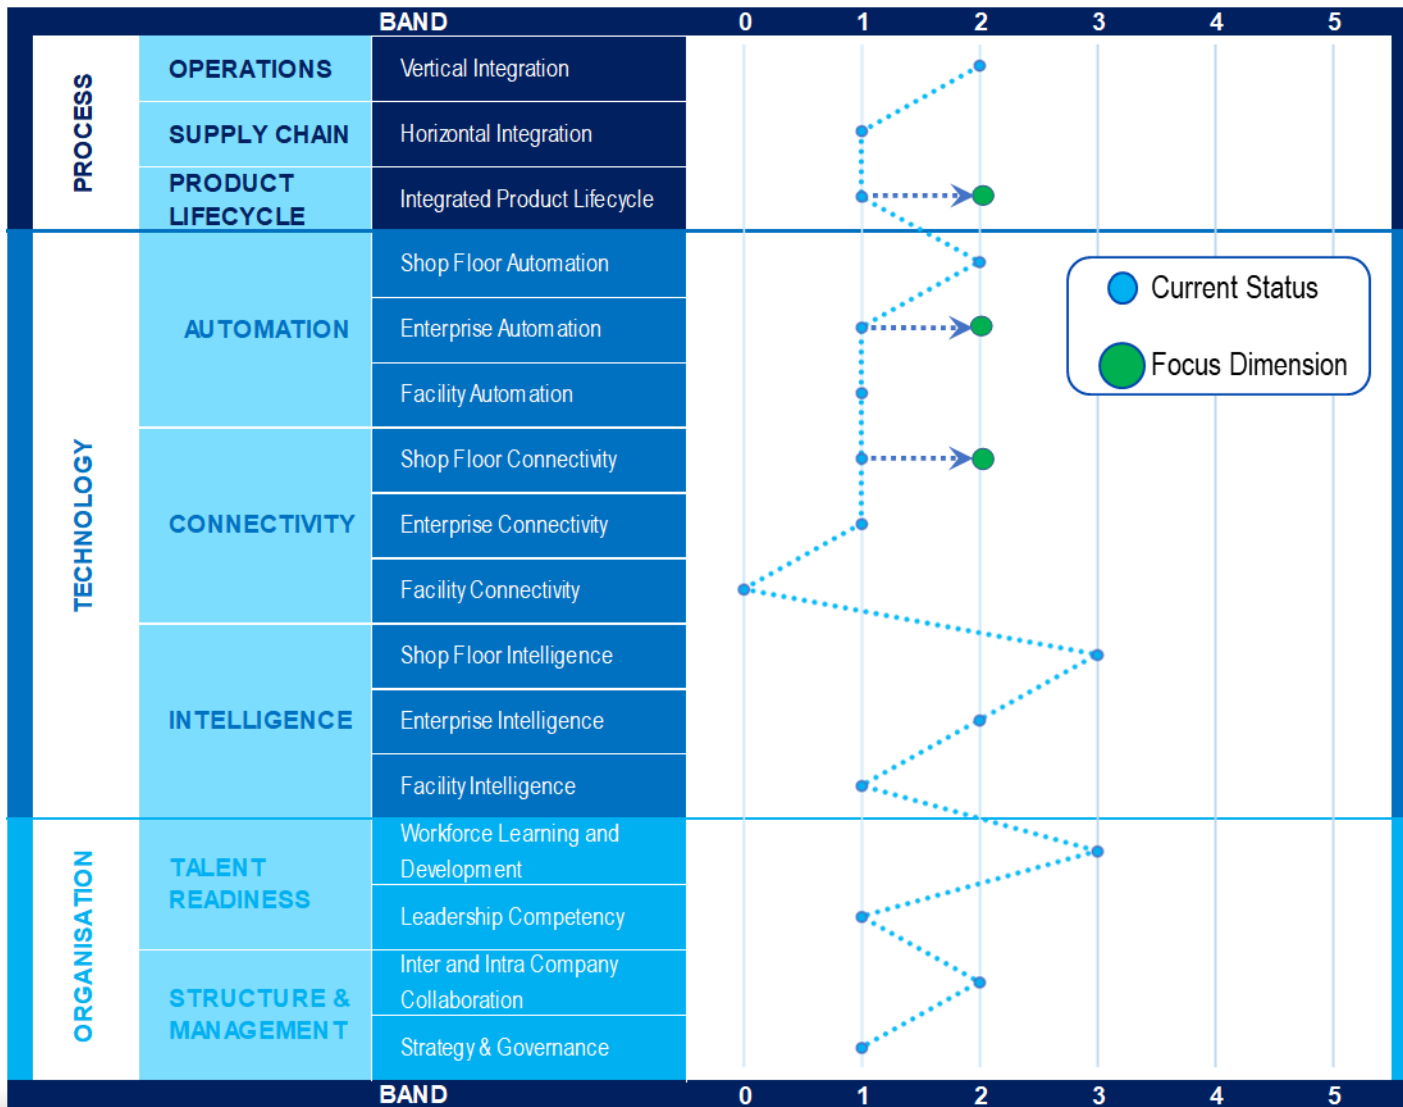 BAND 0 1 2 3 4 5
PROCESS
OPERATIONS
Vertical Integration
SUPPLY CHAIN
Horizontal Integration
PRODUCT
LIFECYCLE
Integrated Product Lifecycle
TECHNOLOGY
AUTOMATION
Shop Floor Automation
Enterprise Automation
Facility Automation
CONNECTIVITY
Shop Floor Connectivity
Enterprise Connectivity
Facility Connectivity
INTELLIGENCE
Shop Floor Intelligence
Enterprise Intelligence
Facility Intelligence
ORGANISATION
TALENT
READINESS
Workforce Learning and
Development
Leadership Competency
STRUCTURE &
MANAGEMENT
Inter and Intra Company
Collaboration
Strategy & Governance
Current Status
Focus Dimension
BAND 0 1 2 3 4 5